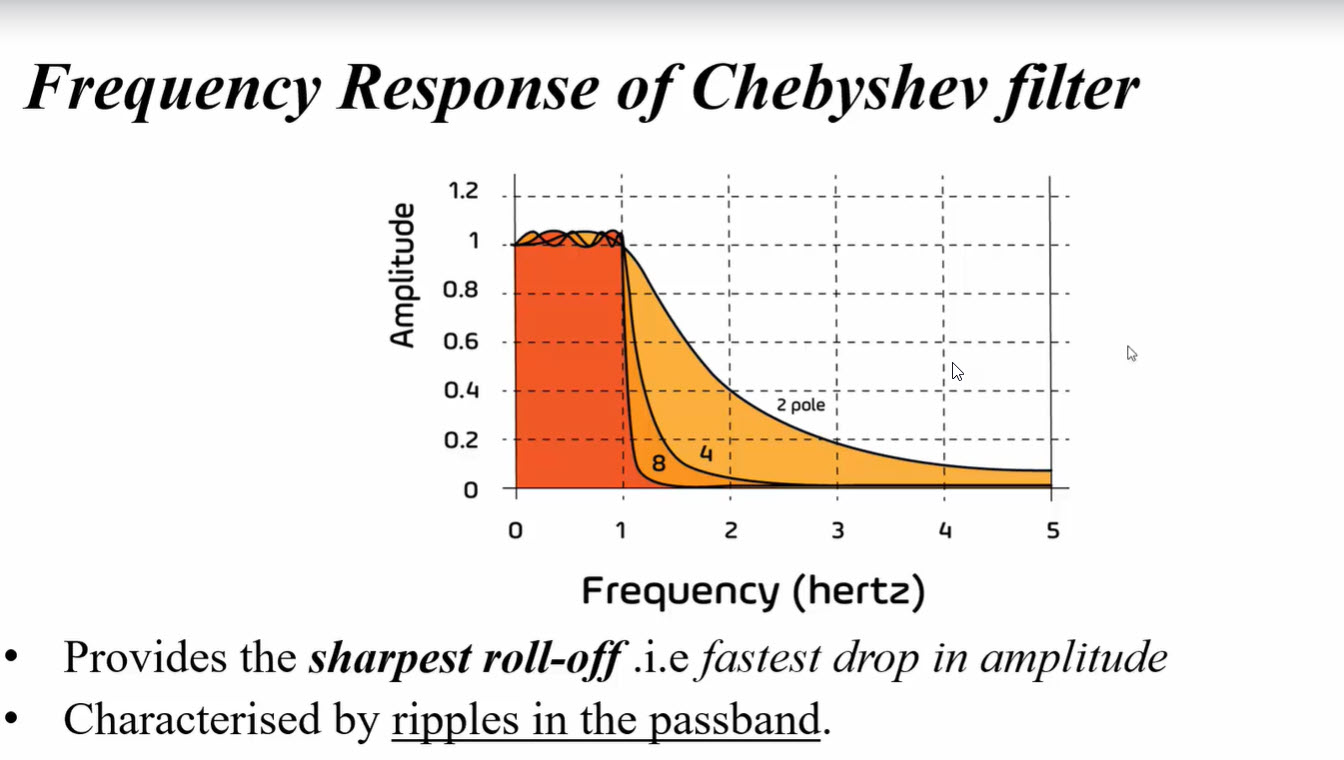 Frequency Response of Chebyshev filter
Amplitude
1.2
1
0.8
0.6
0.4
0.2
0
2 pole
4
8
0 1 2 3 4 5
Frequency (hertz)
• Provides the sharpest roll-off .i.e fastest drop in amplitude
• Characterised by ripples in the passband.